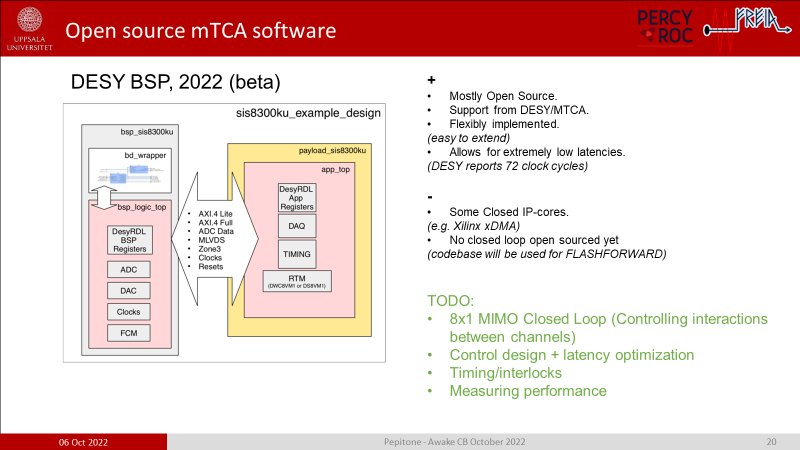 UPPSALA
UNIVERSITET
Open source mTCA software
PERCY
ROC
FREIA
DESY BSP, 2022 (beta)
sis8300ku_example_design
bsp_sis8300ku
bd_wrapper
bsp_logic_top
DesyRDL
BSP
Registers
ADC
DAC
Clocks
FCM
• AXI.4 Lite
• AXI.4 Full
• ADC Data
• MLVDS
• Zone3
• Clocks
• Resets
payload_sis8300ku
app_top
DesyRDL
App
Registers
DAQ
TIMING
RTM
(DWC8VM1 or DS8VM1)
+
• Mostly Open Source.
• Support from DESY/MTCA.
• Flexibly implemented.
(easy to extend)
• Allows for extremely low latencies.
(DESY reports 72 clock cycles)
-
• Some Closed IP-cores.
(e.g. Xilinx xDMA)
• No closed loop open sourced yet
(codebase will be used for FLASHFORWARD)
TODO:
• 8x1 MIMO Closed Loop (Controlling interactions
between channels)
• Control design + latency optimization
• Timing/interlocks
• Measuring performance
06 Oct 2022
Pepitone - Awake CB October 2022
20